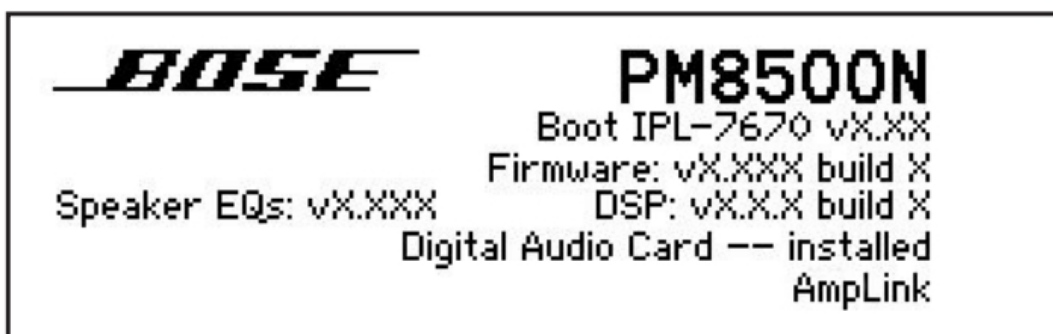 BOSE PM8500N
Boot IPL-7670 vX.XX
Firmware: vX.XXX build X
Speaker EQs: vX.XXX DSP: vX.X.X build X
Digital Audio Card -- installed
AmpLink